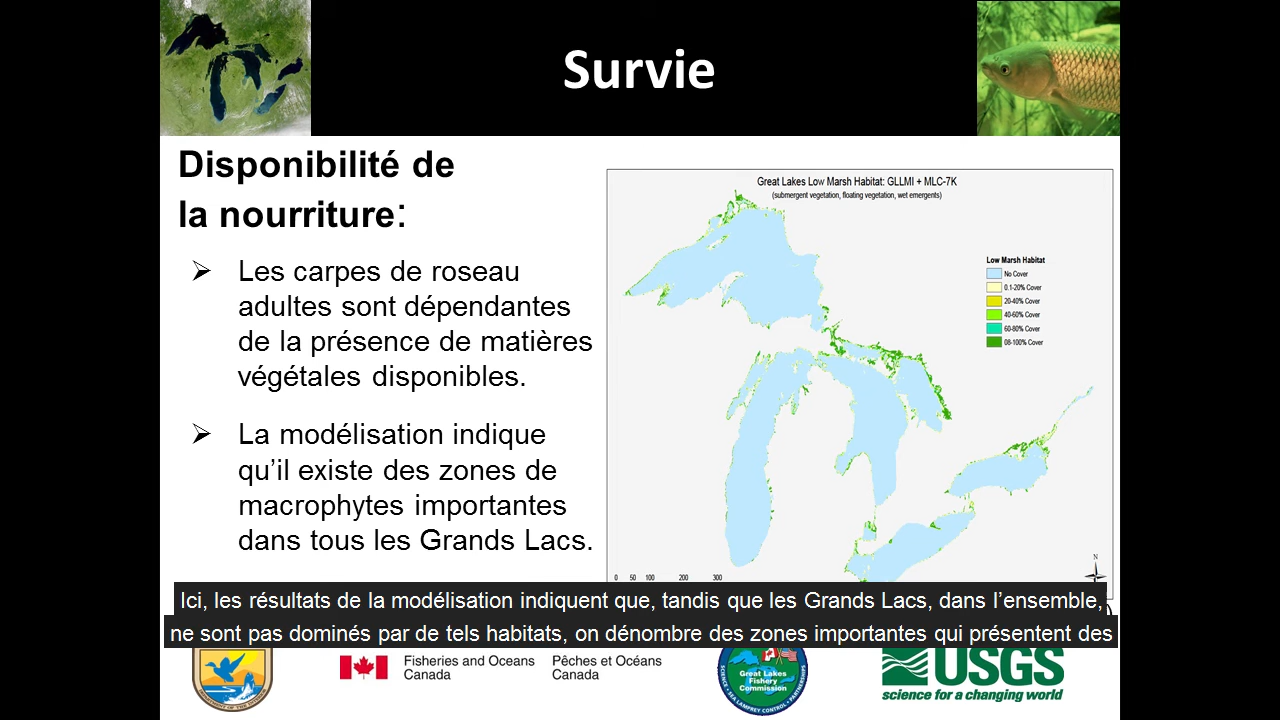 Survie
Disponibilité de
la nourriture:
➢ Les carpes de roseau
adultes sont dépendantes
de la présence de matières
végétales disponibles.
➢ La modélisation indique
qu’il existe des zones de
macrophytes importantes
dans tous les Grands Lacs.
Great Lakes Low Marsh Habitat: GLLMI + MLC-7K
(submergent vegetation, floating vegetation, wet emergents)
Low Marsh Habitat
No Cover
0.1-20% Cover
20-40% Cover
40-60% Cover
60-80% Cover
08-100% Cover
N
0 50 100 200 300
Ici, les résultats de la modélisation indiquent que, tandis que les Grands Lacs, dans l’ensemble,
ne sont pas dominés par de tels habitats, on dénombre des zones importantes qui présentent des
Fisheries and Oceans
Canada
Pêches et Océans
Canada
Great Lakes
Fishery
Commission
SCIENCE • SEA LAMPREY CONTROL • PARTNERSHIPS
USGS
science for a changing world